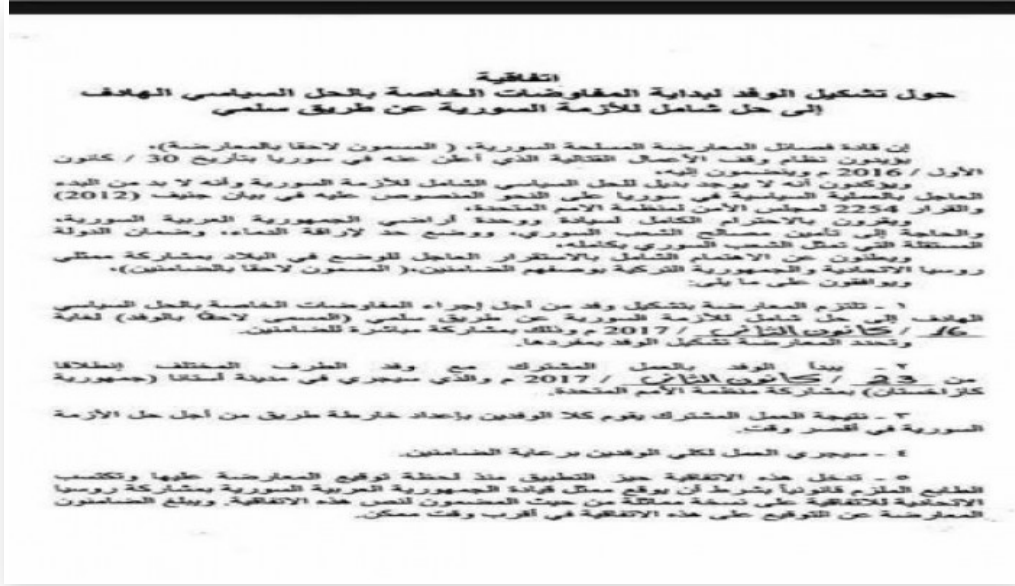 اتفاقية
حول تشكيل الوفد لبداية المفاوضات الخاصة بالحل السياسي الهادف
إلى حل شامل للأزمة السورية عن طريق سلمي
إن قادة فصائل المعارضة المسلحة السورية، ( المسمون لاحقا بالمعارضة)،
يؤيدون نظام وقف الأعمال القتالية الذي أعلن عنه في سوريا بتأريخ 30 / كانون
الأول / 2016 م وينضمون إليه،
ويؤكدون أنه لا يوجد بديل للحل السياسي الشامل للأزمة السورية وأنه لا بد من البدء
العاجل بالعملية السياسية في سوريا على النحو المنصوص عليه في بيان جنيف (2012)
والقرار 2254 لمجلس الأمن لمنظمة الأمم المتحدة،
ويقرون بالاحترام الكامل لسيادة ووحدة أراضي الجمهورية العربية السورية،
والحاجة إلى تأمين مصالح الشعب السوري، ووضع حد لإراقة الدماء، وضمان الدولة
المستقلة التي تمثل الشعب السوري بكامله،
ويعلنون عن الاهتمام الشامل بالاستقرار العاجل للوضع في البلاد بمشاركة ممثلي
روسيا الاتحادية والجمهورية التركية بوصفهم الضامنين،( المسمون لاحقا بالضامنين)،
ويوافقون على ما يلي:
١ - تلتزم المعارضة بتشكيل وفد من أجل إجراء المفاوضات الخاصة بالحل السياسي
الهادف إلى حل شامل للأزمة السورية عن طريق سلمي (المسمى لاحقا بالوفد) لغاية
16 / كانون الثاني / 2017 م وذلك بمشاركة مباشرة للضامنين.
وتحدد المعارضة تشكيل الوفد بمفردها.
٢ - يبدأ الوفد بالعمل المشترك مع وفد الطرف المختلف إنطلاقا
من 23 / كانون الثاني / 2017 م والذي سيجري في مدينة أستانا (جمهورية
كازاخستان) بمشاركة منظمة الأمم المتحدة.
٣ - نتيجة العمل المشترك يقوم كلا الوفدين بإعداد خارطة طريق من أجل حل الأزمة
السورية في أقصر وقت.
٤ - سيجري العمل لكلي الوفدين برعاية الضامنين.
٥ - تدخل هذه الاتفاقية حيز التطبيق منذ لحظة توقيع المعارضة عليها وتكتسب
الطابع الملزم قانونيا بشرط أن يوقع ممثل قيادة الجمهورية العربية السورية بمشاركة روسيا
الاتحادية للاتفاقية على نسخة مماثلة من حيث المضمون لنص هذه الاتفاقية. ويبلغ الضامنون
المعارضة عن التوقيع على هذه الاتفاقية في أقرب وقت ممكن.